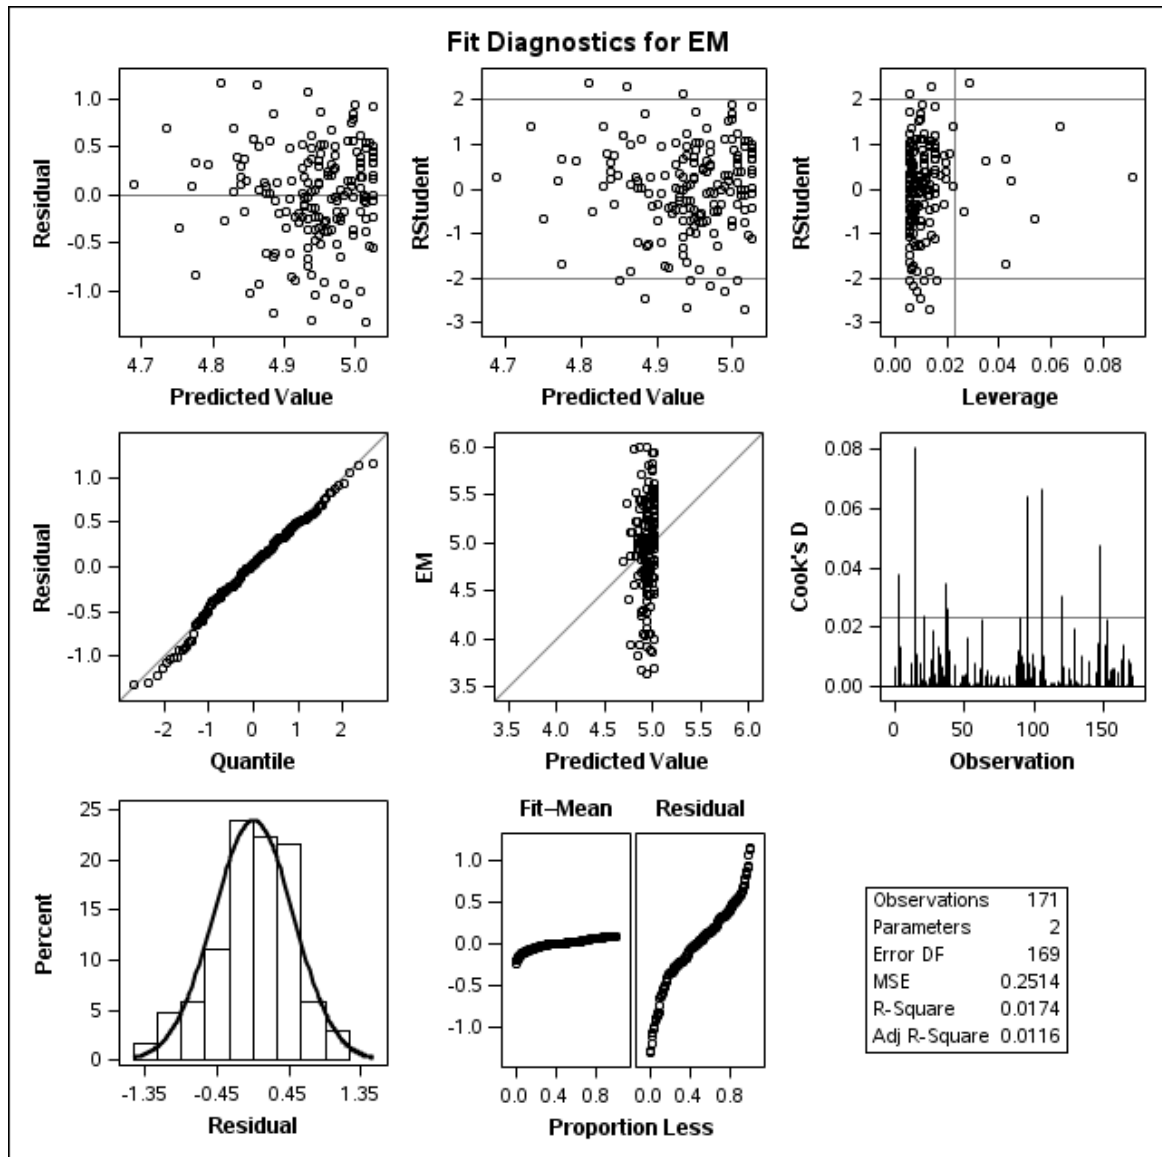 Fit Diagnostics for EM
Residual
1.0
0.5
0.0
-0.5
-1.0
4.7 4.8 4.9 5.0
Predicted Value
RStudent
2
1
0
-1
-2
-3
4.7 4.8 4.9 5.0
Predicted Value
RStudent
2
1
0
-1
-2
-3
0.00 0.02 0.04 0.06 0.08
Leverage
Residual
1.0
0.5
0.0
-0.5
-1.0
-2 -1 0 1 2
Quantile
EM
6.0
5.5
5.0
4.5
4.0
3.5
3.5 4.0 4.5 5.0 5.5 6.0
Predicted Value
Cook's D
0.08
0.06
0.04
0.02
0.00
0 50 100 150
Observation
Percent
25
20
15
10
5
0
-1.35 -0.45 0.45 1.35
Residual
Fit–Mean Residual
1.0
0.5
0.0
-0.5
-1.0
0.0 0.4 0.8 0.0 0.4 0.8
Proportion Less
Observations 171
Parameters 2
Error DF 169
MSE 0.2514
R-Square 0.0174
Adj R-Square 0.0116